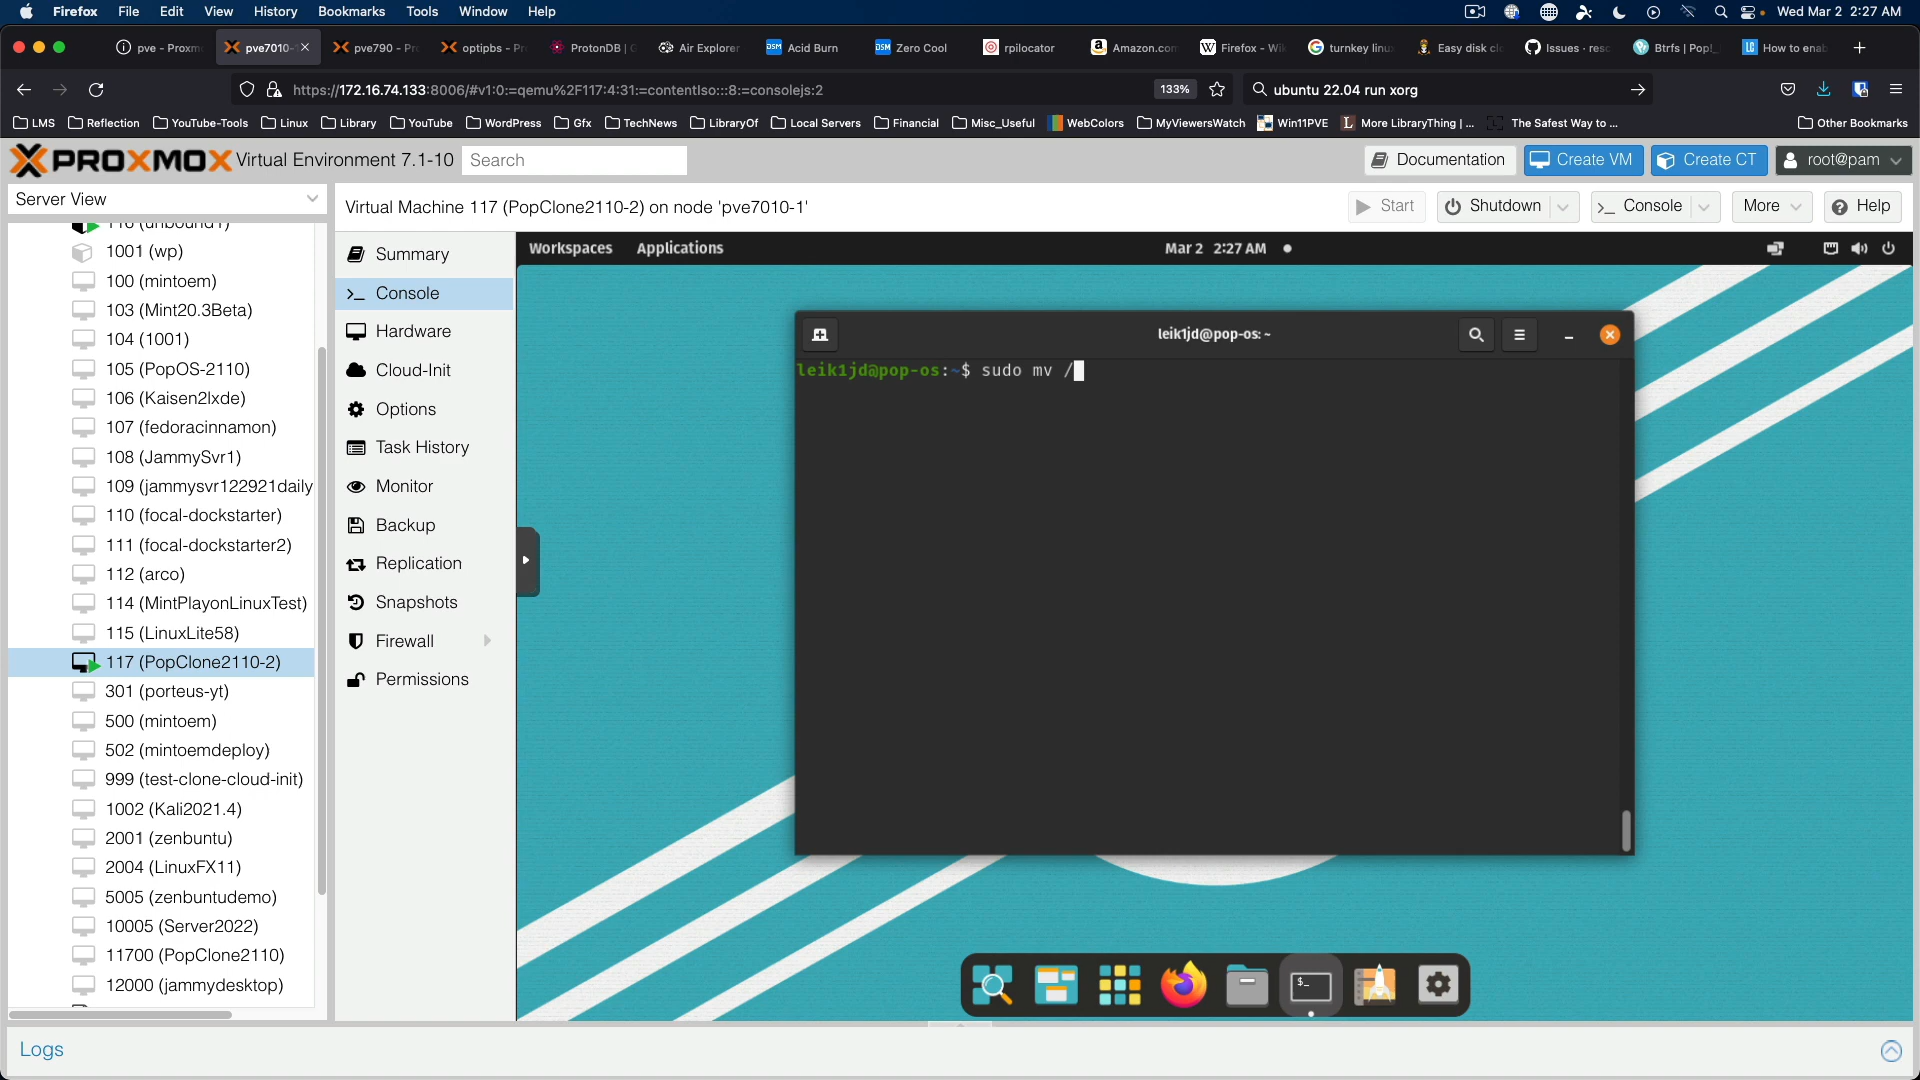 Firefox File Edit View History Bookmarks Tools Window Help
Wed Mar 2 2:27 AM
pve - Proxm
pve7010-
pve790 - P
optipbs - Pr
ProtonDB |
Air Explorer
DSM Acid Burn
DSM Zero Cool
rpilocator
Amazon.com
Firefox - Wi
turnkey linu
Easy disk cl
Issues · resc
Btrfs | Pop!_
LC How to enab
https://172.16.74.133:8006/#v1:0:=qemu%2F117:4:31:=contentIso:::8:=consolejs:2
133%
ubuntu 22.04 run xorg
LMS Reflection YouTube-Tools Linux Library YouTube WordPress Gfx TechNews LibraryOf Local Servers Financial Misc_Useful WebColors MyViewersWatch Win11PVE More LibraryThing | ... The Safest Way to ... Other Bookmarks
PROXMOX Virtual Environment 7.1-10
Search
Documentation
Create VM
Create CT
root@pam
Server View
Virtual Machine 117 (PopClone2110-2) on node 'pve7010-1'
Start
Shutdown
Console
More
Help
1001 (wp)
100 (mintoem)
103 (Mint20.3Beta)
104 (1001)
105 (PopOS-2110)
106 (Kaisen2lxde)
107 (fedoracinnamon)
108 (JammySvr1)
109 (jammysvr122921daily
110 (focal-dockstarter)
111 (focal-dockstarter2)
112 (arco)
114 (MintPlayonLinuxTest)
115 (LinuxLite58)
117 (PopClone2110-2)
301 (porteus-yt)
500 (mintoem)
502 (mintoemdeploy)
999 (test-clone-cloud-init)
1002 (Kali2021.4)
2001 (zenbuntu)
2004 (LinuxFX11)
5005 (zenbuntudemo)
10005 (Server2022)
11700 (PopClone2110)
12000 (jammydesktop)
Summary
Console
Hardware
Cloud-Init
Options
Task History
Monitor
Backup
Replication
Snapshots
Firewall
Permissions
Workspaces Applications
Mar 2 2:27 AM
leik1jd@pop-os: ~
leik1jd@pop-os:~$ sudo mv /
Logs